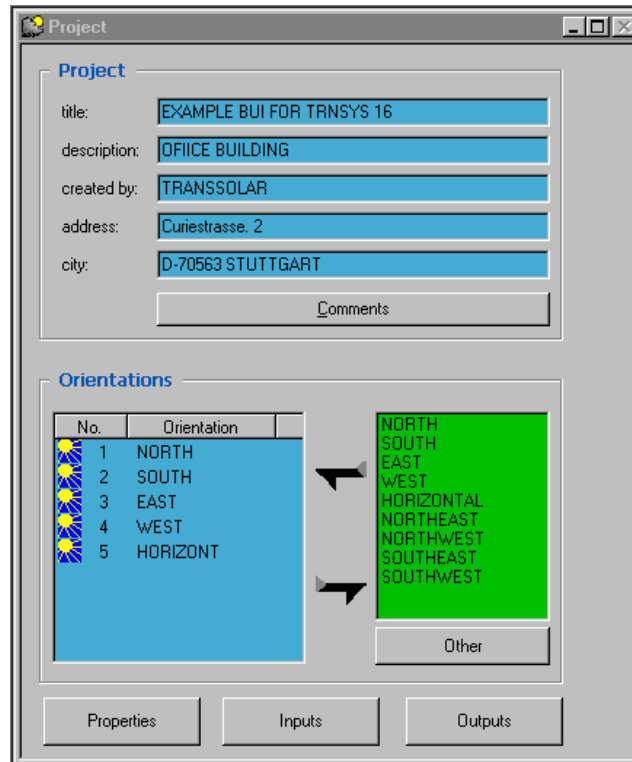 Project
Project
title: EXAMPLE BUI FOR TRNSYS 16
description: OFIICE BUILDING
created by: TRANSSOLAR
address: Curiestrasse. 2
city: D-70563 STUTTGART
Comments
Orientations
No. Orientation
1 NORTH
2 SOUTH
3 EAST
4 WEST
5 HORIZONT
NORTH
SOUTH
EAST
WEST
HORIZONTAL
NORTHEAST
NORTHWEST
SOUTHEAST
SOUTHWEST
Other
Properties Inputs Outputs